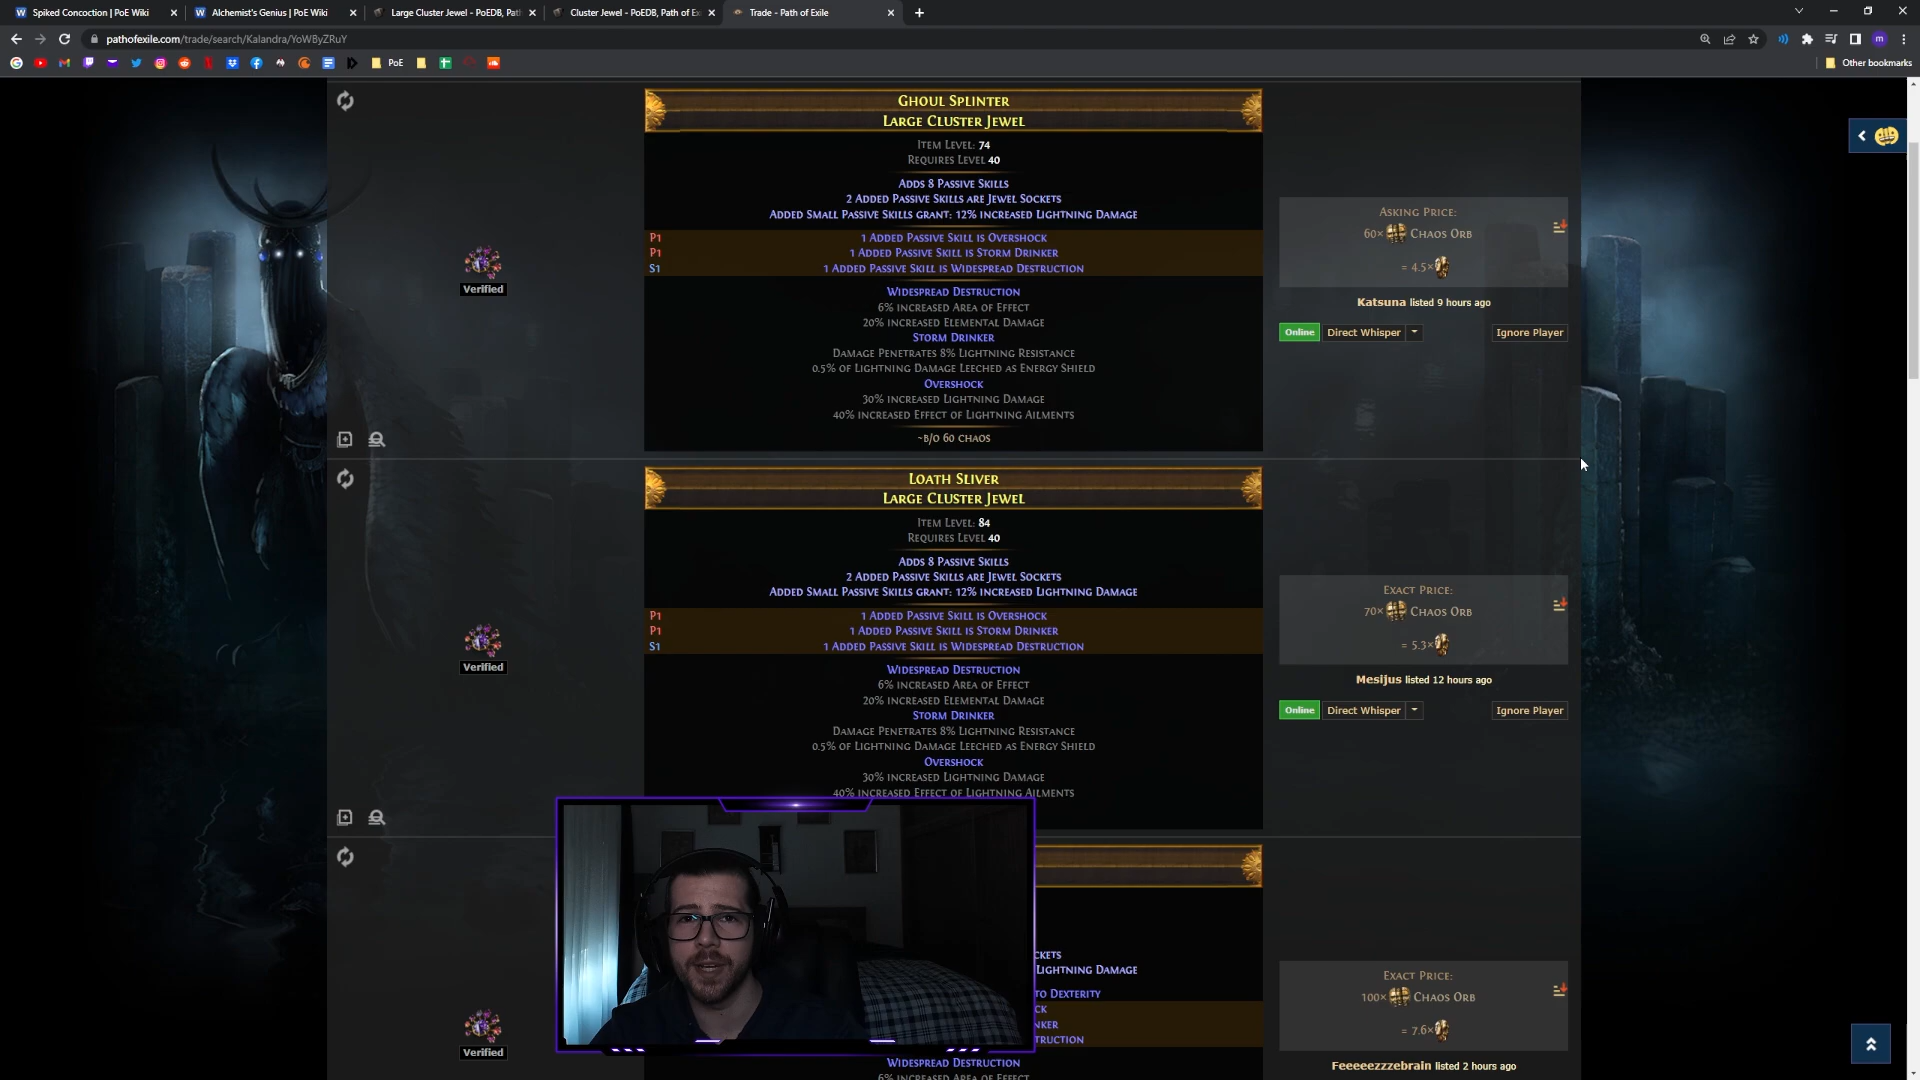 Spiked Concoction | PoE Wiki
Alchemist's Genius | PoE Wiki
Large Cluster Jewel - PoEDB, Pat
Cluster Jewel - PoEDB, Path of Ex
Trade - Path of Exile
pathofexile.com/trade/search/Kalandra/YoWByZRuY
PoE
Other bookmarks
Ghoul Splinter
Large Cluster Jewel
Item Level: 74
Requires Level 40
Adds 8 Passive Skills
2 Added Passive Skills are Jewel Sockets
Added Small Passive Skills grant: 12% increased Lightning Damage
P1 1 Added Passive Skill is Overshock
P1 1 Added Passive Skill is Storm Drinker
S1 1 Added Passive Skill is Widespread Destruction
Widespread Destruction
6% increased Area of Effect
20% increased Elemental Damage
Storm Drinker
Damage Penetrates 8% Lightning Resistance
0.5% of Lightning Damage Leeched as Energy Shield
Overshock
30% increased Lightning Damage
40% increased Effect of Lightning Ailments
~b/o 60 chaos
Verified
Asking Price:
60× Chaos Orb
= 4.5×
Katsuna listed 9 hours ago
Online Direct Whisper Ignore Player
Loath Sliver
Large Cluster Jewel
Item Level: 84
Requires Level 40
Adds 8 Passive Skills
2 Added Passive Skills are Jewel Sockets
Added Small Passive Skills grant: 12% increased Lightning Damage
P1 1 Added Passive Skill is Overshock
P1 1 Added Passive Skill is Storm Drinker
S1 1 Added Passive Skill is Widespread Destruction
Widespread Destruction
6% increased Area of Effect
20% increased Elemental Damage
Storm Drinker
Damage Penetrates 8% Lightning Resistance
0.5% of Lightning Damage Leeched as Energy Shield
Overshock
30% increased Lightning Damage
40% increased Effect of Lightning Ailments
Verified
Exact Price:
70× Chaos Orb
= 5.3×
Mesijus listed 12 hours ago
Online Direct Whisper Ignore Player
ckets
Lightning Damage
to Dexterity
ck
nker
truction
Widespread Destruction
6% increased Area of Effect
Verified
Exact Price:
100× Chaos Orb
= 7.6×
Feeeeezzzebrain listed 2 hours ago